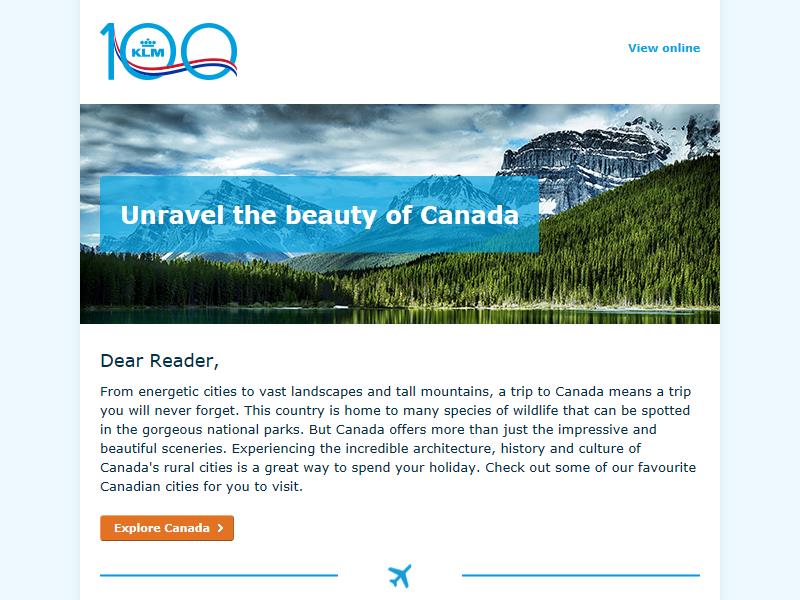 100
KLM
View online
Unravel the beauty of Canada
Dear Reader,
From energetic cities to vast landscapes and tall mountains, a trip to Canada means a trip
you will never forget. This country is home to many species of wildlife that can be spotted
in the gorgeous national parks. But Canada offers more than just the impressive and
beautiful sceneries. Experiencing the incredible architecture, history and culture of
Canada's rural cities is a great way to spend your holiday. Check out some of our favourite
Canadian cities for you to visit.
Explore Canada